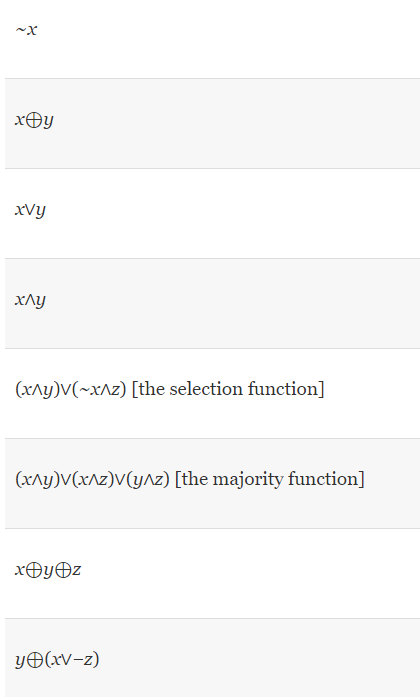 ~x
x⊕y
x∨y
x∧y
(x∧y)∨(~x∧z) [the selection function]
(x∧y)∨(x∧z)∨(y∧z) [the majority function]
x⊕y⊕z
y⊕(x∨−z)